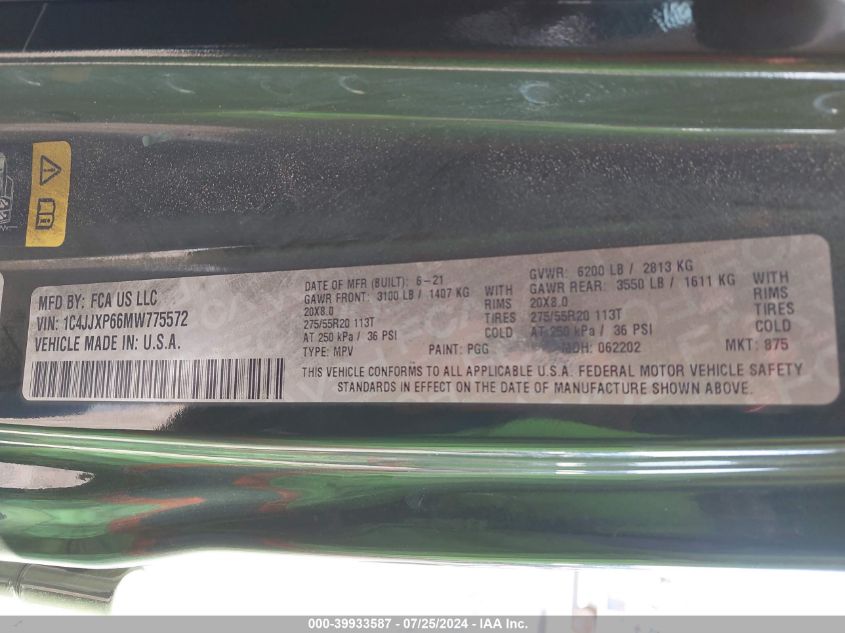 MFD BY: FCA US LLC
VIN: 1C4JJXP66MW775572
VEHICLE MADE IN: U.S.A.
DATE OF MFR (BUILT): 6-21
GAWR FRONT: 3100 LB / 1407 KG WITH
20X8.0 RIMS
275/55R20 113T TIRES
AT 250 kPa / 36 PSI COLD
TYPE: MPV PAINT: PGG
GVWR: 6200 LB / 2813 KG
GAWR REAR: 3550 LB / 1611 KG WITH
20X8.0 RIMS
275/55R20 113T TIRES
AT 250 kPa / 36 PSI COLD
MDH: 062202 MKT: 875
THIS VEHICLE CONFORMS TO ALL APPLICABLE U.S.A. FEDERAL MOTOR VEHICLE SAFETY
STANDARDS IN EFFECT ON THE DATE OF MANUFACTURE SHOWN ABOVE.
000-39933587 / 07/25/2024 - IAA Inc.